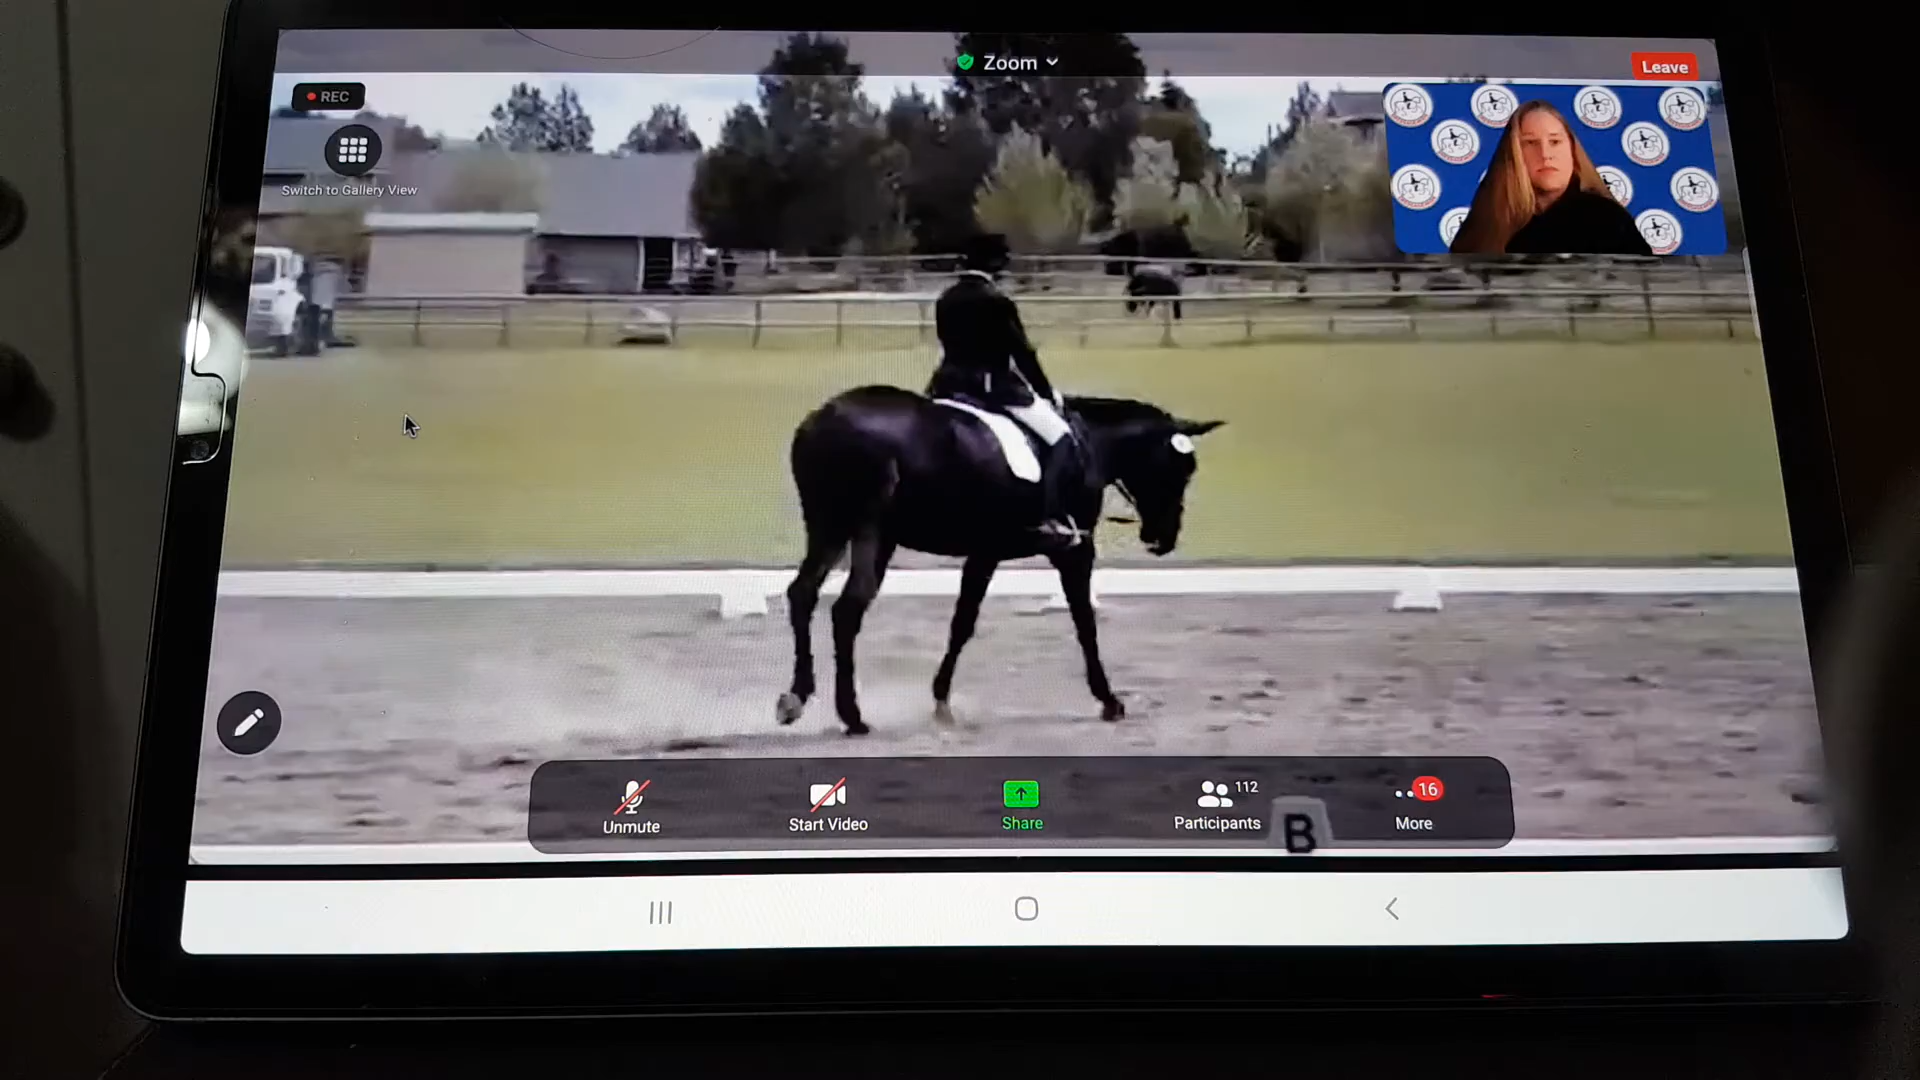 Zoom
Leave
REC
Switch to Gallery View
Unmute
Start Video
Share
Participants
112
16
More
B